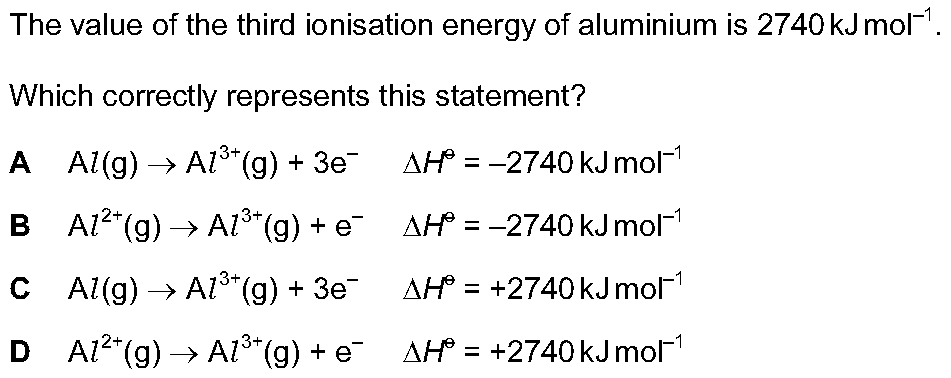 The value of the third ionisation energy of aluminium is 2740 kJ mol⁻¹.
Which correctly represents this statement?
A Al(g) → Al³⁺(g) + 3e⁻ ΔH⦵ = –2740 kJ mol⁻¹
B Al²⁺(g) → Al³⁺(g) + e⁻ ΔH⦵ = –2740 kJ mol⁻¹
C Al(g) → Al³⁺(g) + 3e⁻ ΔH⦵ = +2740 kJ mol⁻¹
D Al²⁺(g) → Al³⁺(g) + e⁻ ΔH⦵ = +2740 kJ mol⁻¹